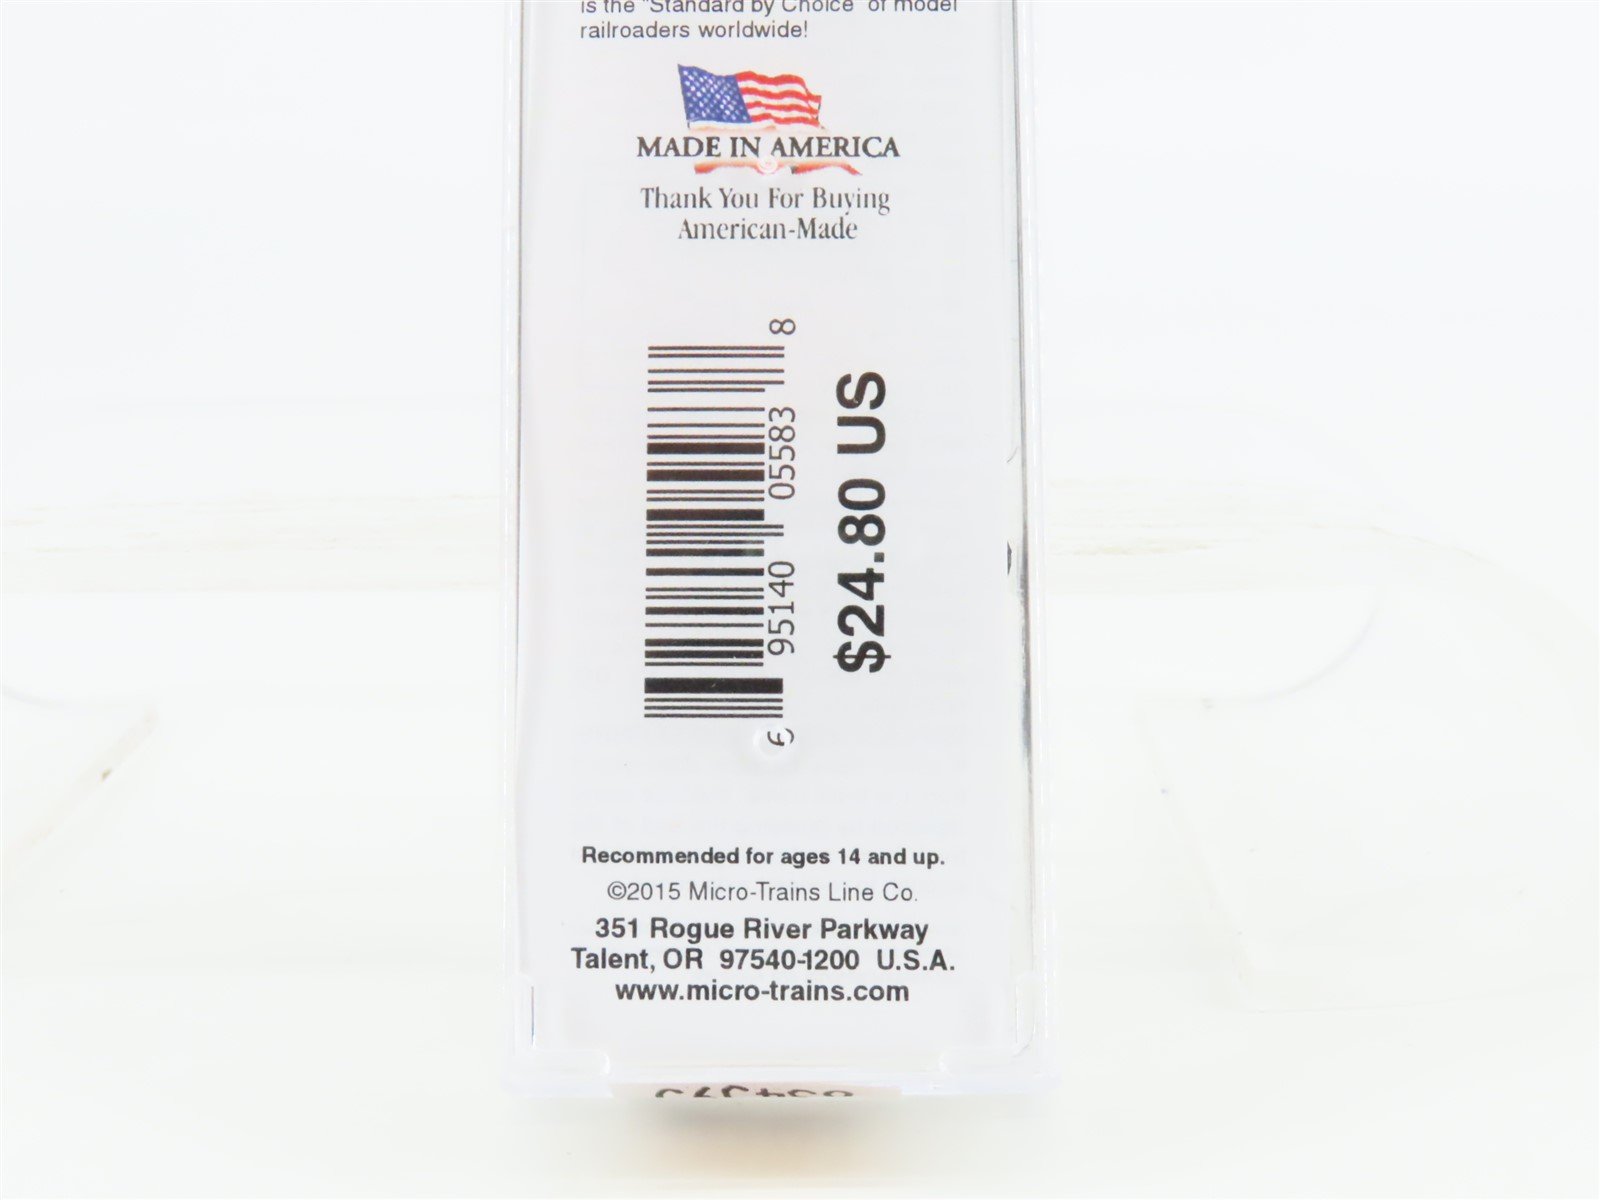 is the "Standard by Choice" of model
railroaders worldwide!
MADE IN AMERICA
Thank You For Buying
American-Made
6 95140 05583 8
$24.80 US
Recommended for ages 14 and up.
©2015 Micro-Trains Line Co.
351 Rogue River Parkway
Talent, OR 97540-1200 U.S.A.
www.micro-trains.com